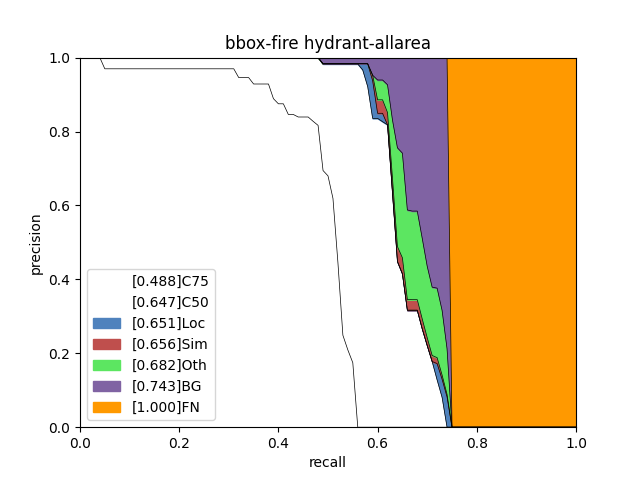 bbox-fire hydrant-allarea
1.0
0.8
0.6
0.4
0.2
0.0
precision
[0.488]C75
[0.647]C50
[0.651]Loc
[0.656]Sim
[0.682]Oth
[0.743]BG
[1.000]FN
0.0 0.2 0.4 0.6 0.8 1.0
recall